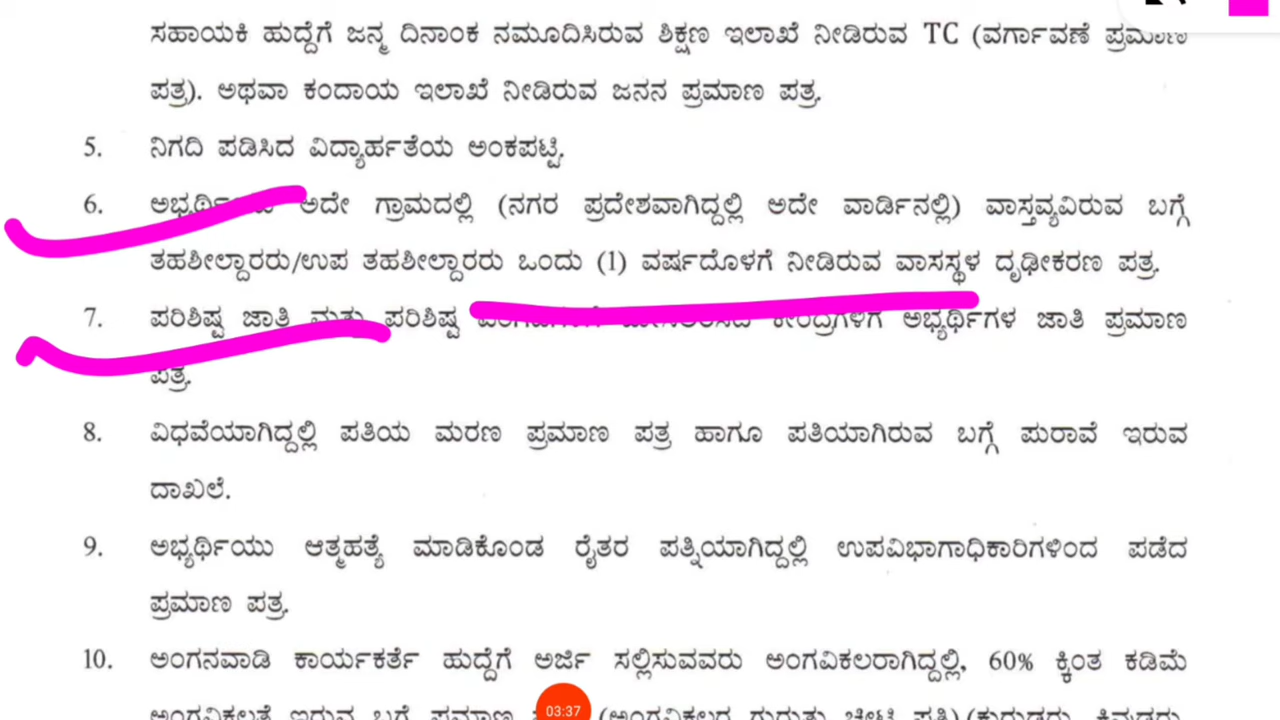 ಸಹಾಯಕಿ ಹುದ್ದೆಗೆ ಜನ್ಮ ದಿನಾಂಕ ನಮೂದಿಸಿರುವ ಶಿಕ್ಷಣ ಇಲಾಖೆ ನೀಡಿರುವ TC (ವರ್ಗಾವಣೆ ಪ್ರಮಾಣ
ಪತ್ರ). ಅಥವಾ ಕಂದಾಯ ಇಲಾಖೆ ನೀಡಿರುವ ಜನನ ಪ್ರಮಾಣ ಪತ್ರ.
5. ನಿಗದಿ ಪಡಿಸಿದ ವಿದ್ಯಾರ್ಹತೆಯ ಅಂಕಪಟ್ಟಿ.
6. ಅದೇ ಗ್ರಾಮದಲ್ಲಿ (ನಗರ ಪ್ರದೇಶವಾಗಿದ್ದಲ್ಲಿ ಅದೇ ವಾರ್ಡಿನಲ್ಲಿ) ವಾಸ್ತವ್ಯವಿರುವ ಬಗ್ಗೆ
ತಹಶೀಲ್ದಾರರು/ಉಪ ತಹಶೀಲ್ದಾರರು ಒಂದು (1) ವರ್ಷದೊಳಗೆ ನೀಡಿರುವ ವಾಸಸ್ಥಳ ದೃಢೀಕರಣ ಪತ್ರ.
7. ಪರಿಶಿಷ್ಟ ಜಾತಿ ಮತ್ತು ಪರಿಶಿಷ್ಟ ಅಭ್ಯರ್ಥಿಗಳ ಜಾತಿ ಪ್ರಮಾಣ
ಪತ್ರ.
8. ವಿಧವೆಯಾಗಿದ್ದಲ್ಲಿ ಪತಿಯ ಮರಣ ಪ್ರಮಾಣ ಪತ್ರ ಹಾಗೂ ಪತಿಯಾಗಿರುವ ಬಗ್ಗೆ ಪುರಾವೆ ಇರುವ
ದಾಖಲೆ.
9. ಅಭ್ಯರ್ಥಿಯು ಆತ್ಮಹತ್ಯೆ ಮಾಡಿಕೊಂಡ ರೈತರ ಪತ್ನಿಯಾಗಿದ್ದಲ್ಲಿ ಉಪವಿಭಾಗಾಧಿಕಾರಿಗಳಿಂದ ಪಡೆದ
ಪ್ರಮಾಣ ಪತ್ರ.
10. ಅಂಗನವಾಡಿ ಕಾರ್ಯಕರ್ತೆ ಹುದ್ದೆಗೆ ಅರ್ಜಿ ಸಲ್ಲಿಸುವವರು ಅಂಗವಿಕಲರಾಗಿದ್ದಲ್ಲಿ, 60% ಕ್ಕಿಂತ ಕಡಿಮೆ
03:37